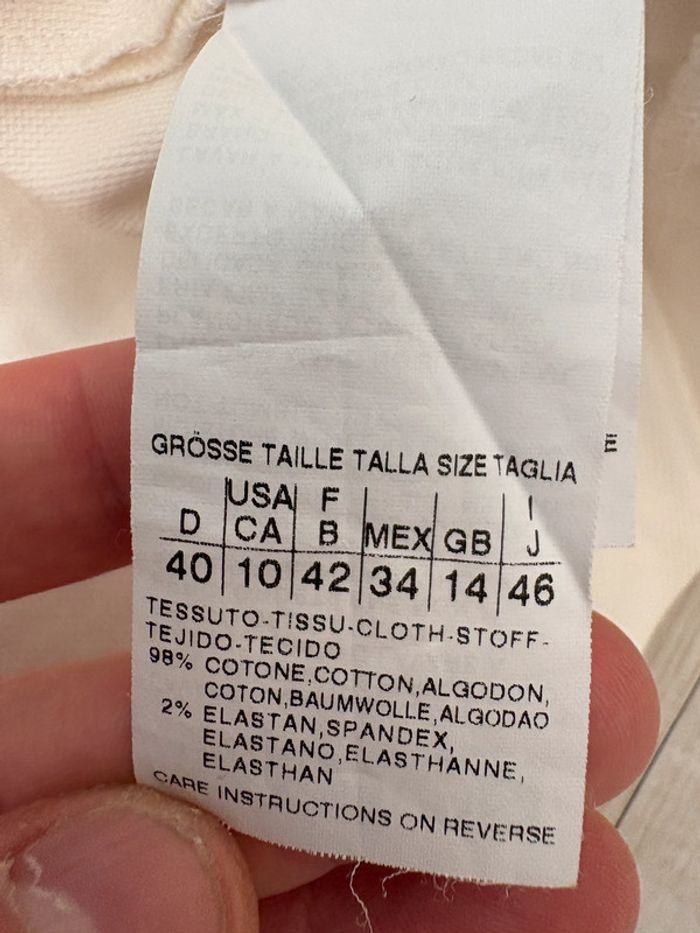 GRÖSSE TAILLE TALLA SIZE TAGLIA
E
USA F I
D CA B MEX GB J
40 10 42 34 14 46
TESSUTO-TISSU-CLOTH-STOFF-
TEJIDO-TECIDO
98% COTONE,COTTON,ALGODON,
COTON,BAUMWOLLE,ALGODAO
2% ELASTAN,SPANDEX,
ELASTANO,ELASTHANNE,
ELASTHAN
CARE INSTRUCTIONS ON REVERSE